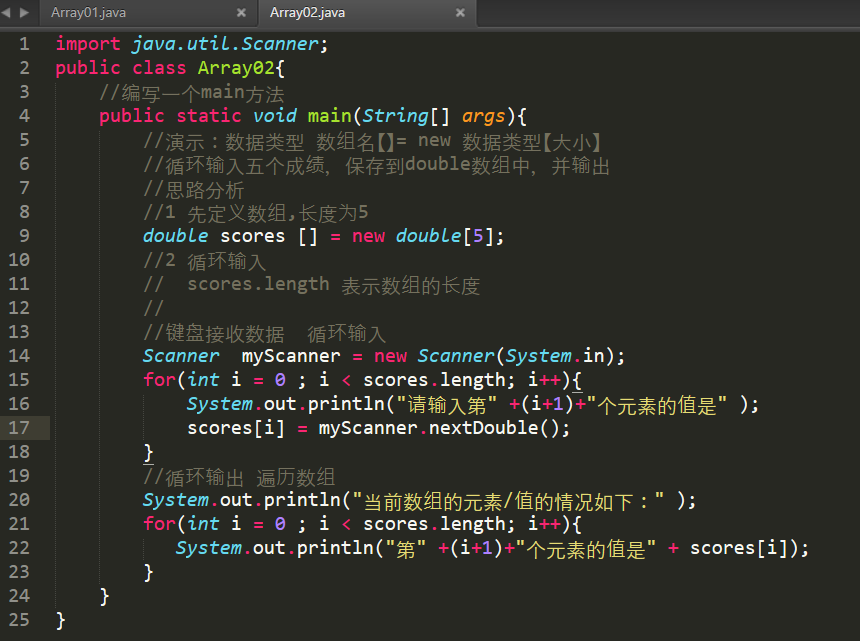 Array01.java × Array02.java ×
1 import java.util.Scanner;
2 public class Array02{
3 //编写一个main方法
4 public static void main(String[] args){
5 //演示：数据类型 数组名【】= new 数据类型【大小】
6 //循环输入五个成绩，保存到double数组中，并输出
7 //思路分析
8 //1 先定义数组,长度为5
9 double scores [] = new double[5];
10 //2 循环输入
11 //  scores.length 表示数组的长度
12 //
13 //键盘接收数据  循环输入
14 Scanner  myScanner = new Scanner(System.in);
15 for(int i = 0 ; i < scores.length; i++){
16 System.out.println("请输入第" +(i+1)+"个元素的值是" );
17 scores[i] = myScanner.nextDouble();
18 }
19 //循环输出 遍历数组
20 System.out.println("当前数组的元素/值的情况如下：" );
21 for(int i = 0 ; i < scores.length; i++){
22 System.out.println("第" +(i+1)+"个元素的值是" + scores[i]);
23 }
24 }
25 }